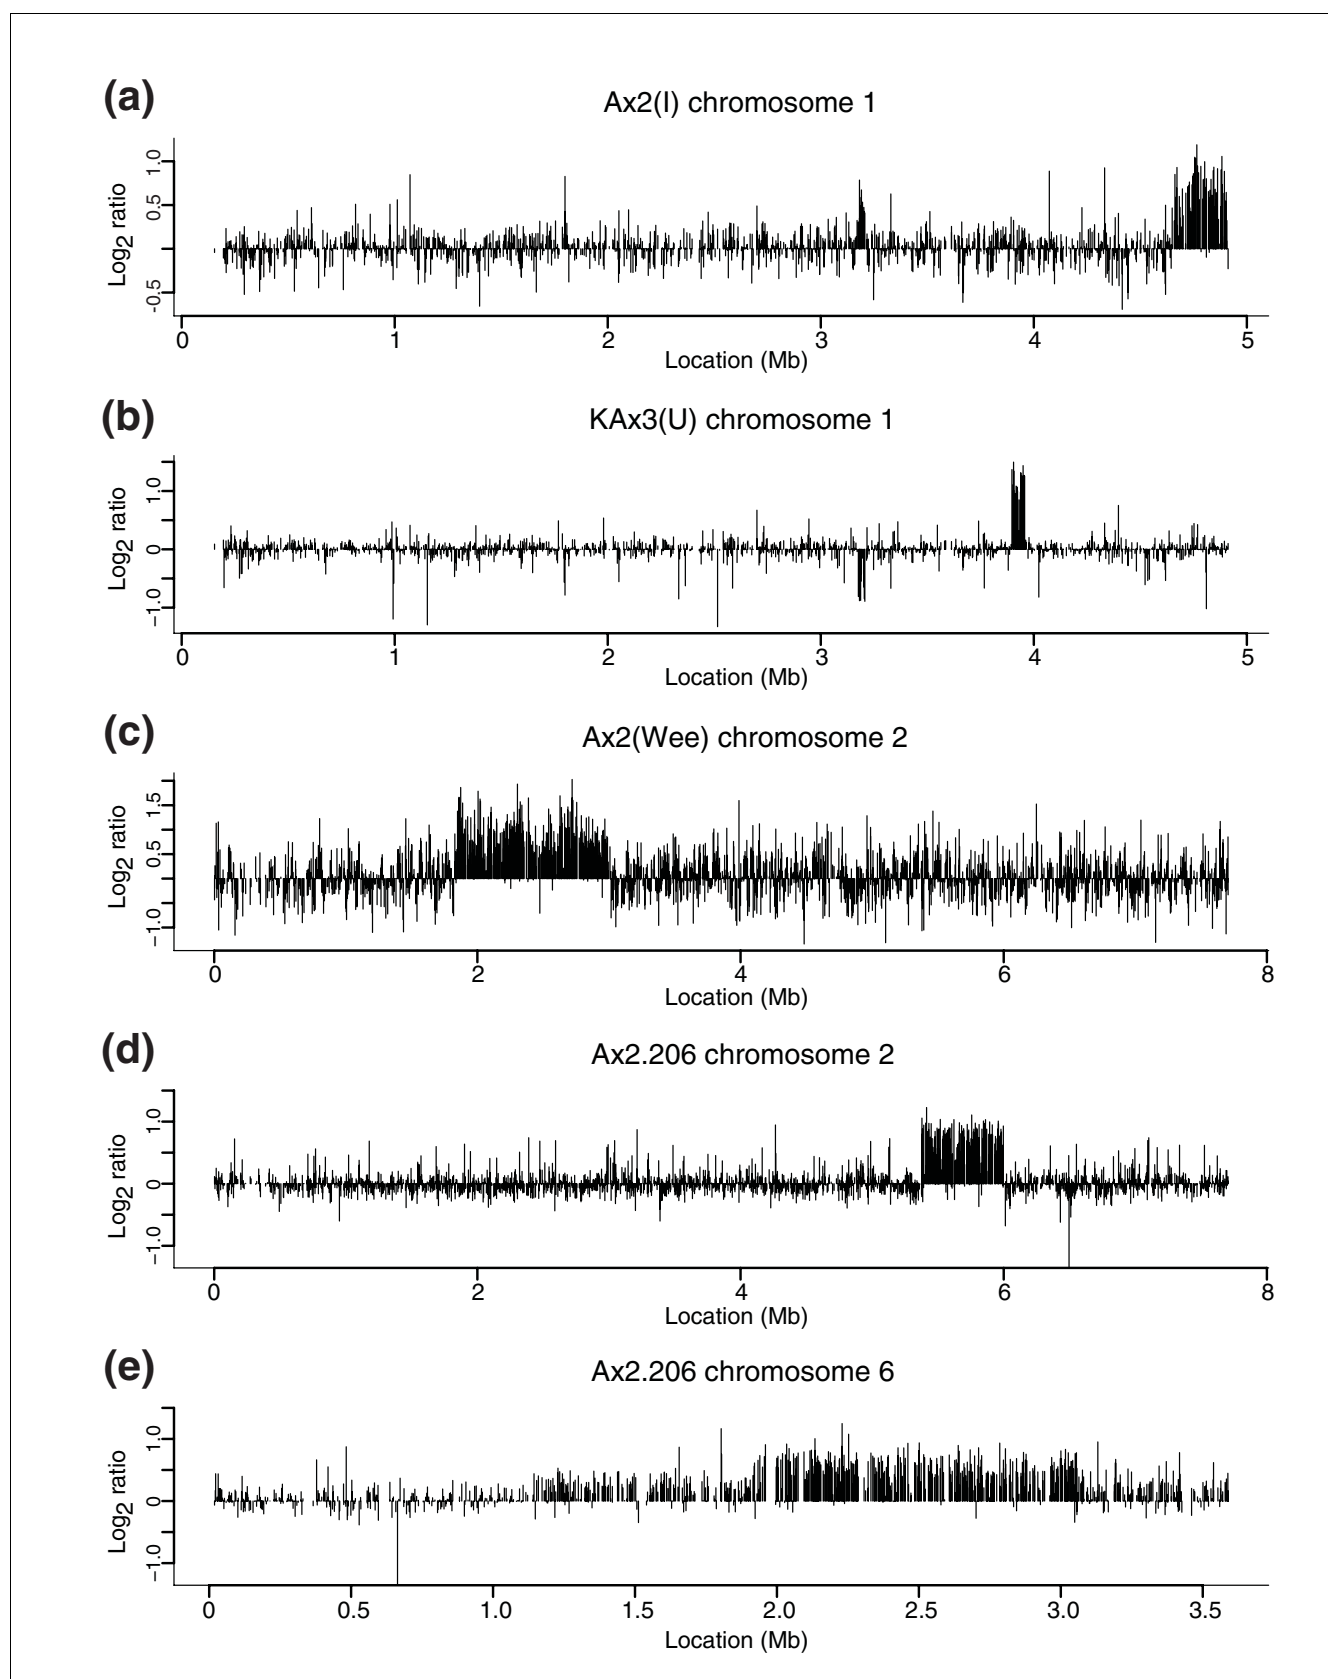 (a)
Ax2(I) chromosome 1
Log2 ratio
1.0
0.5
-0.5
0 1 2 3 4 5
Location (Mb)
(b)
KAx3(U) chromosome 1
Log2 ratio
1.0
0
−1.0
0 1 2 3 4 5
Location (Mb)
(c)
Ax2(Wee) chromosome 2
Log2 ratio
1.5
0.5
−1.0
0 2 4 6 8
Location (Mb)
(d)
Ax2.206 chromosome 2
Log2 ratio
1.0
0
−1.0
0 2 4 6 8
Location (Mb)
(e)
Ax2.206 chromosome 6
Log2 ratio
1.0
0
−1.0
0 0.5 1.0 1.5 2.0 2.5 3.0 3.5
Location (Mb)